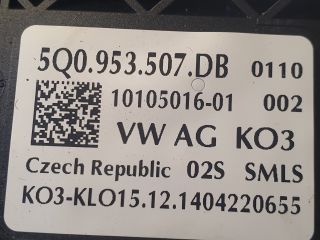 5Q0.953.507.DB 0110
10105016-01 002
VW AG KO3
Czech Republic 02S SMLS
KO3-KLO15.12.1404220655